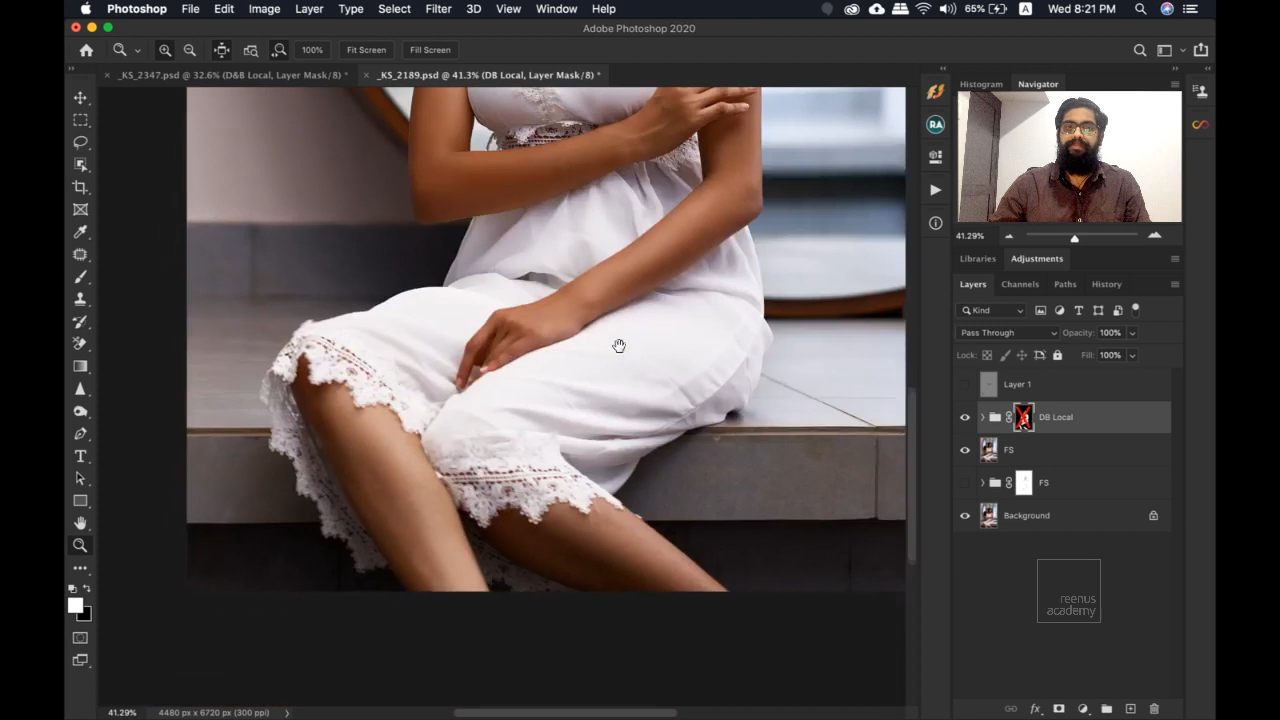 Photoshop File Edit Image Layer Type Select Filter 3D View Window Help 65% A Wed 8:21 PM
Adobe Photoshop 2020
100% Fit Screen Fill Screen
_KS_2347.psd @ 32.6% (D&B Local, Layer Mask/8) * _KS_2189.psd @ 41.3% (DB Local, Layer Mask/8) *
Histogram Navigator
RA
41.29%
Libraries Adjustments
Layers Channels Paths History
Kind
Pass Through Opacity: 100%
Lock: Fill: 100%
Layer 1
DB Local
FS
FS
Background
reenus
academy
41.29% 4480 px x 6720 px (300 ppi)
fx